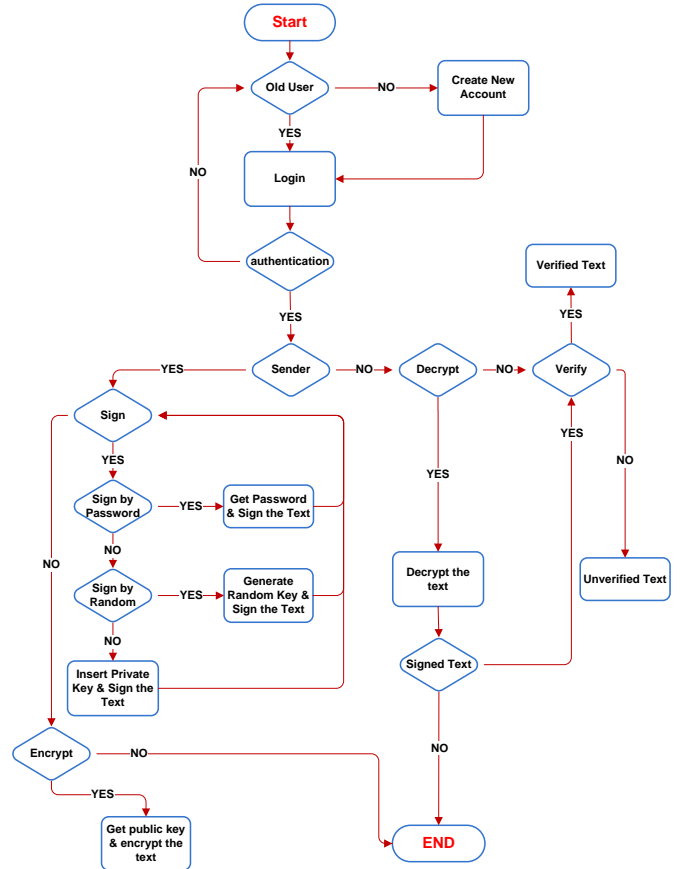 Start
Old User
NO
Create New
Account
YES
Login
NO
authentication
Verified Text
YES
YES
YES
Sender
NO
Decrypt
NO
Verify
Sign
YES
YES
YES
NO
Sign by
Password
YES
Get Password
& Sign the Text
NO
NO
Decrypt the
text
Unverified Text
Sign by
Random
YES
Generate
Random Key &
Sign the Text
NO
Signed Text
Insert Private
Key & Sign the
Text
Encrypt
NO
NO
YES
Get public key
& encrypt the
text
END